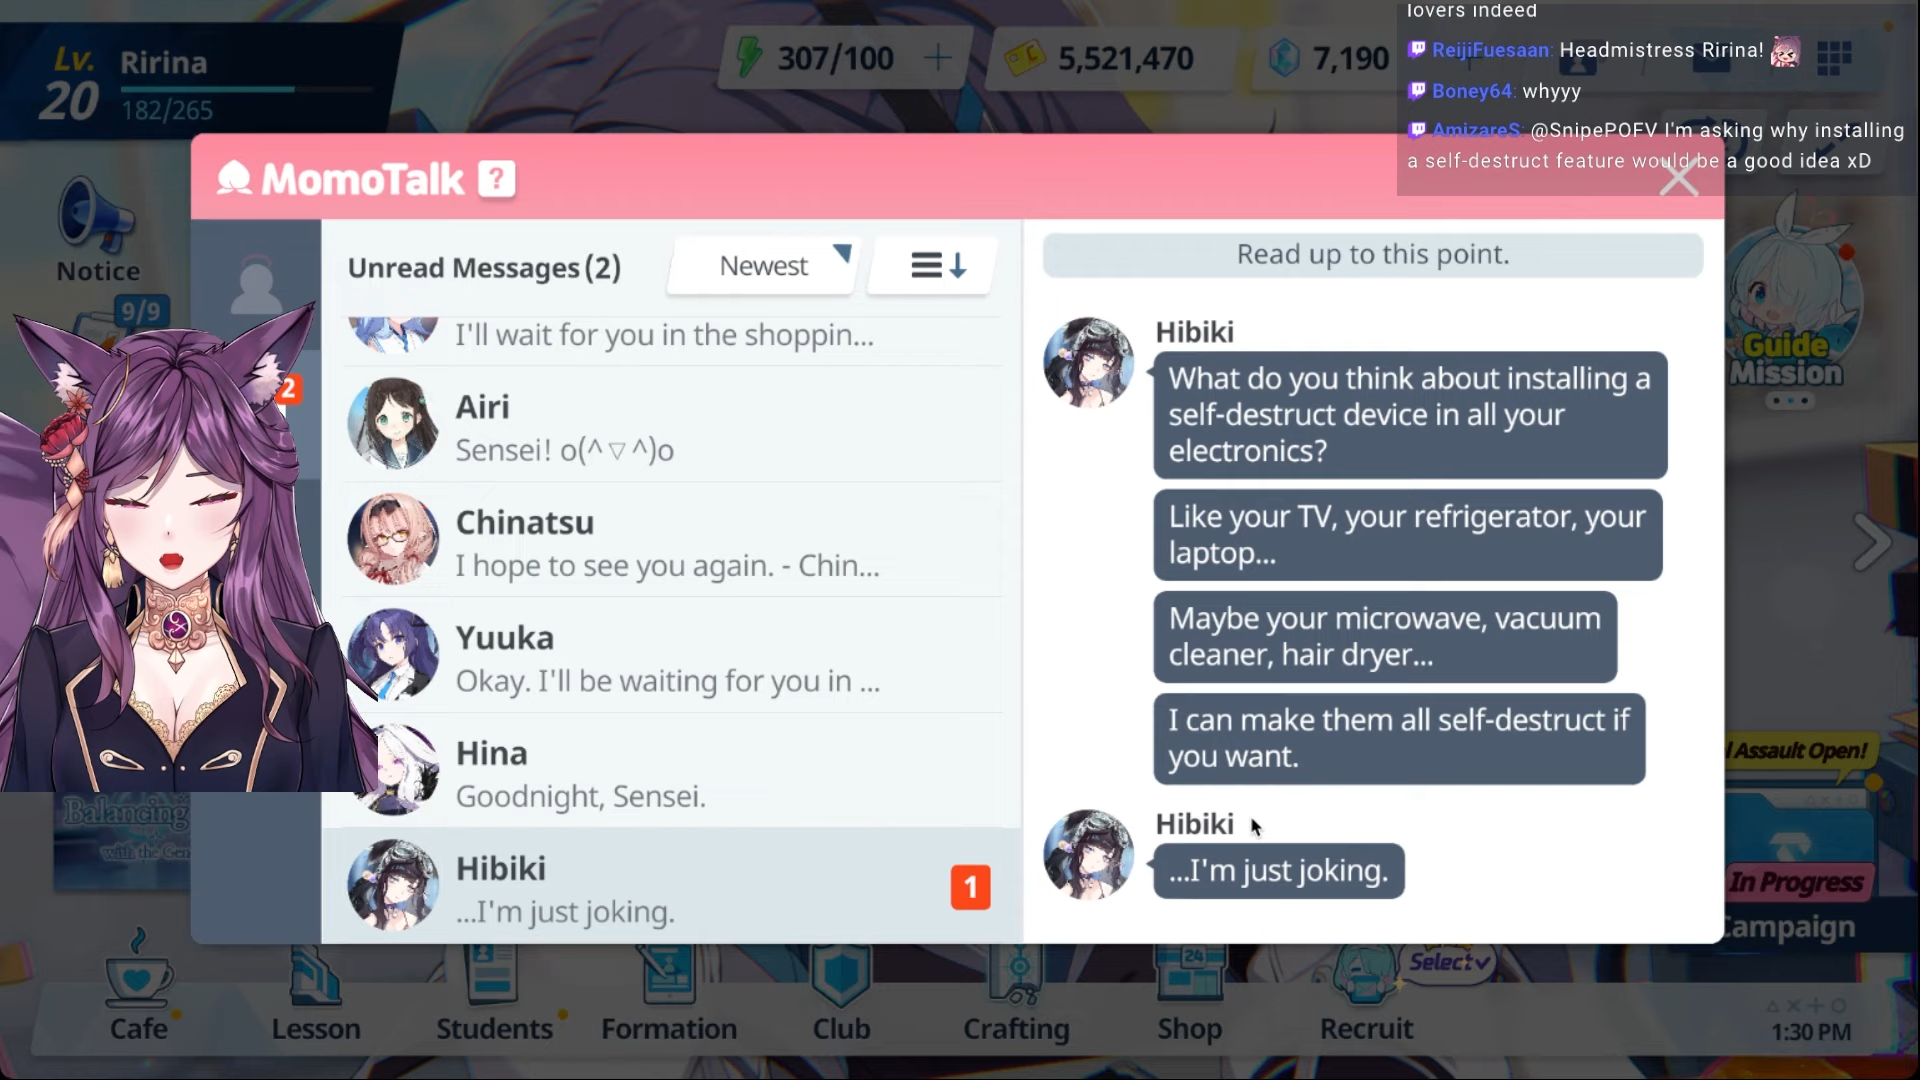 lovers indeed
ReijiFuesaan: Headmistress Ririna!
Boney64: whyyy
AmizareS: @SnipePOFV I'm asking why installing
a self-destruct feature would be a good idea xD
Lv.
20
Ririna
182/265
307/100
5,521,470
7,190
MomoTalk ?
Notice
9/9
2
Unread Messages (2)
Newest
I'll wait for you in the shoppin...
Airi
Sensei! o(^▽^)o
Chinatsu
I hope to see you again. - Chin...
Yuuka
Okay. I'll be waiting for you in ...
Hina
Goodnight, Sensei.
Hibiki
...I'm just joking.
1
Read up to this point.
Hibiki
What do you think about installing a
self-destruct device in all your
electronics?
Like your TV, your refrigerator, your
laptop...
Maybe your microwave, vacuum
cleaner, hair dryer...
I can make them all self-destruct if
you want.
Hibiki
...I'm just joking.
Guide
Mission
Assault Open!
In Progress
Campaign
Balancing
with the Gen
Cafe
Lesson
Students
Formation
Club
Crafting
24
Shop
Select
Recruit
1:30 PM